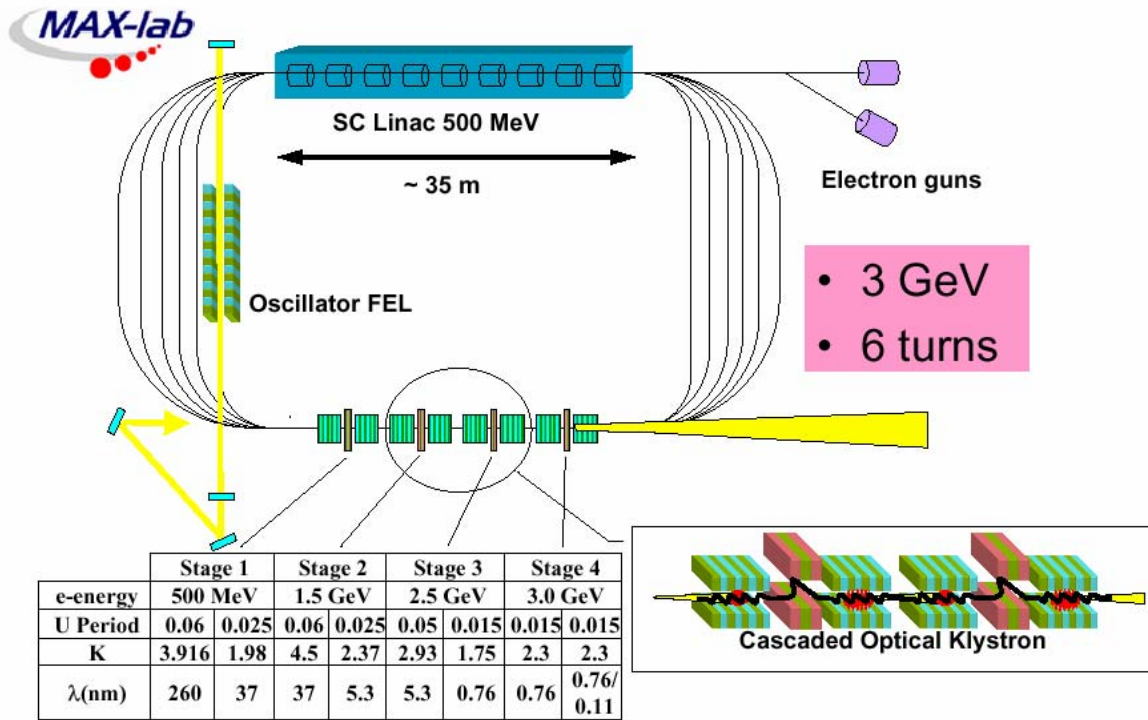 MAX-lab
SC Linac 500 MeV
~ 35 m
Electron guns
Oscillator FEL
• 3 GeV
• 6 turns
Stage 1 Stage 2 Stage 3 Stage 4
e-energy 500 MeV 1.5 GeV 2.5 GeV 3.0 GeV
U Period 0.06 0.025 0.06 0.025 0.05 0.015 0.015 0.015
K 3.916 1.98 4.5 2.37 2.93 1.75 2.3 2.3
λ(nm) 260 37 37 5.3 5.3 0.76 0.76 0.76/
0.11
Cascaded Optical Klystron